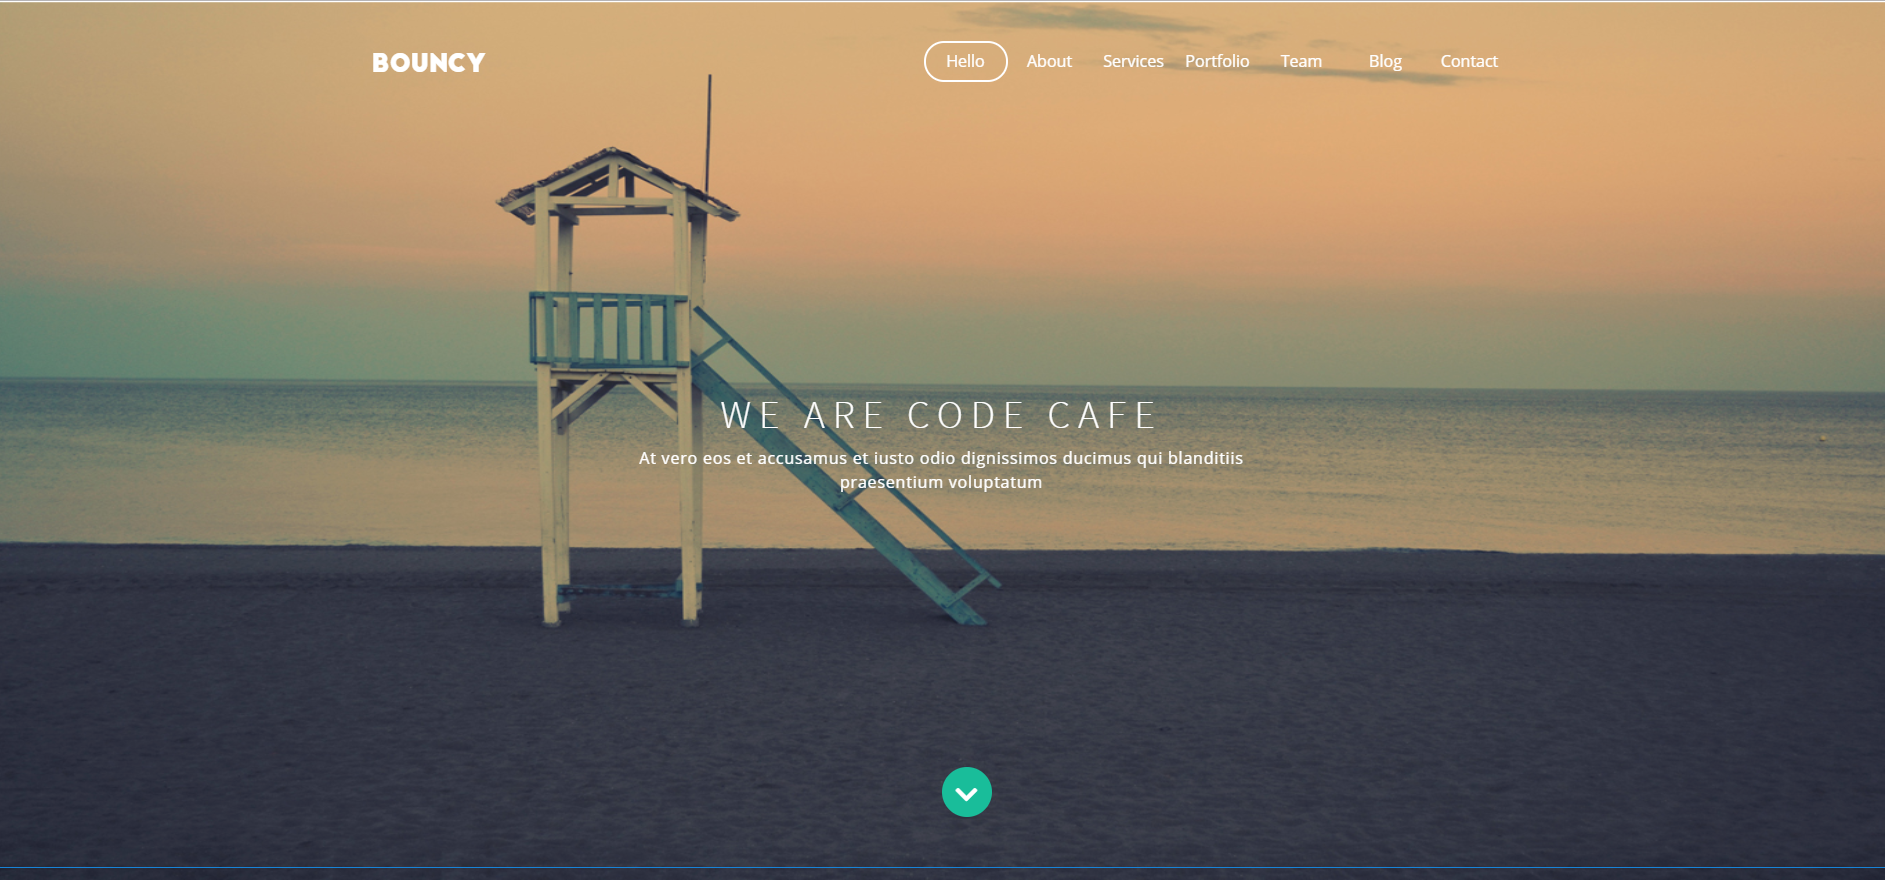 BOUNCY
Hello About Services Portfolio Team Blog Contact
WE ARE CODE CAFE
At vero eos et accusamus et iusto odio dignissimos ducimus qui blanditiis
praesentium voluptatum